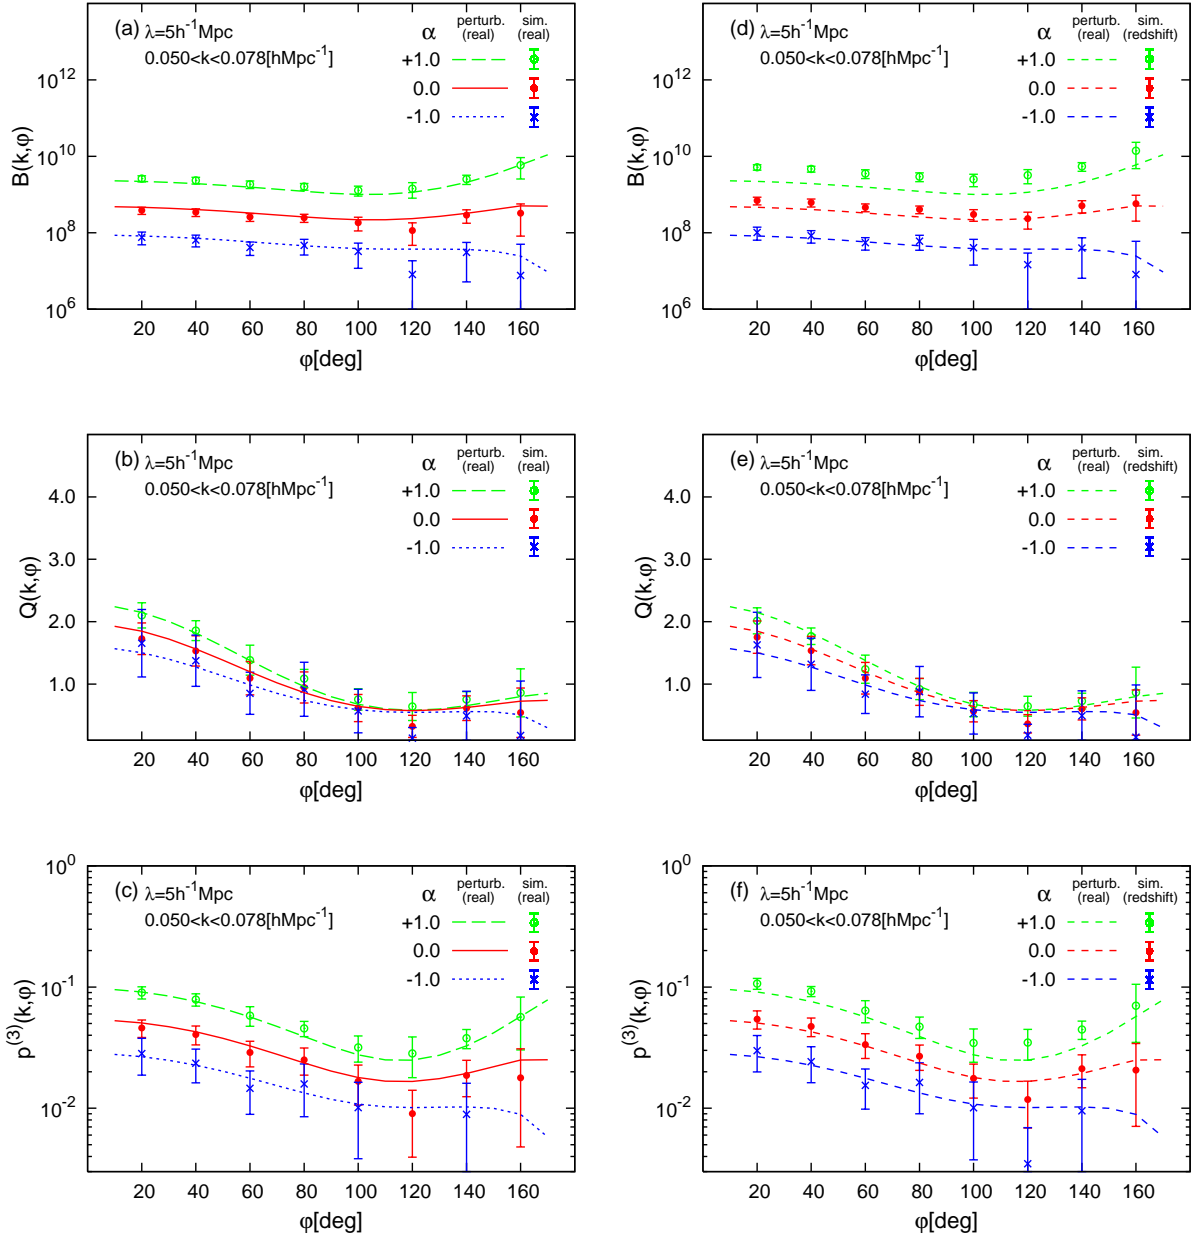 (a) λ=5h⁻¹Mpc
0.050<k<0.078[hMpc⁻¹]
α perturb. (real) sim. (real)
+1.0
0.0
-1.0
B(k,φ)
10¹²
10¹⁰
10⁸
10⁶
20 40 60 80 100 120 140 160
φ[deg]
(d) λ=5h⁻¹Mpc
0.050<k<0.078[hMpc⁻¹]
α perturb. (real) sim. (redshift)
+1.0
0.0
-1.0
B(k,φ)
10¹²
10¹⁰
10⁸
10⁶
20 40 60 80 100 120 140 160
φ[deg]
(b) λ=5h⁻¹Mpc
0.050<k<0.078[hMpc⁻¹]
α perturb. (real) sim. (real)
+1.0
0.0
-1.0
Q(k,φ)
4.0
3.0
2.0
1.0
20 40 60 80 100 120 140 160
φ[deg]
(e) λ=5h⁻¹Mpc
0.050<k<0.078[hMpc⁻¹]
α perturb. (real) sim. (redshift)
+1.0
0.0
-1.0
Q(k,φ)
4.0
3.0
2.0
1.0
20 40 60 80 100 120 140 160
φ[deg]
(c) λ=5h⁻¹Mpc
0.050<k<0.078[hMpc⁻¹]
α perturb. (real) sim. (real)
+1.0
0.0
-1.0
p⁽³⁾(k,φ)
10⁰
10⁻¹
10⁻²
20 40 60 80 100 120 140 160
φ[deg]
(f) λ=5h⁻¹Mpc
0.050<k<0.078[hMpc⁻¹]
α perturb. (real) sim. (redshift)
+1.0
0.0
-1.0
p⁽³⁾(k,φ)
10⁰
10⁻¹
10⁻²
20 40 60 80 100 120 140 160
φ[deg]